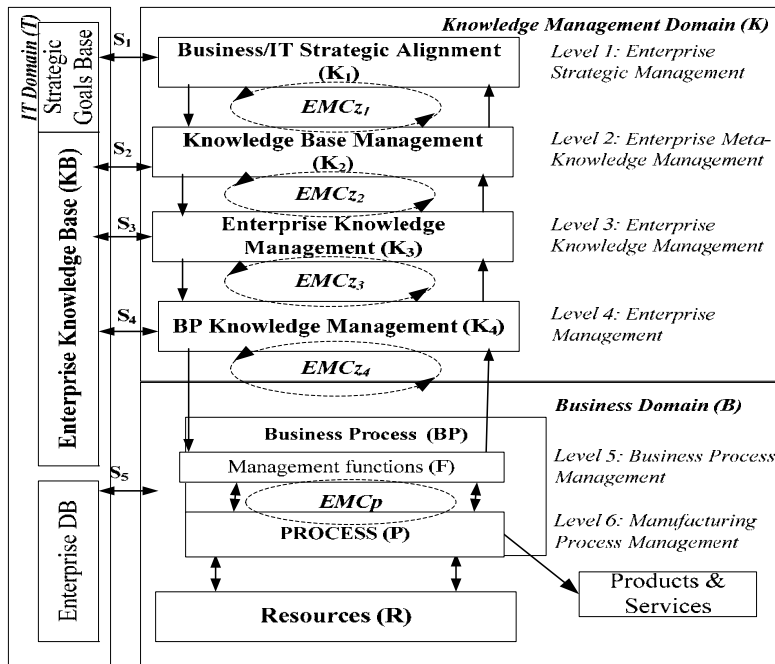 IT Domain (T)
Strategic
Goals Base
Enterprise Knowledge Base (KB)
Enterprise DB
S1
S2
S3
S4
S5
Knowledge Management Domain (K)
Business/IT Strategic Alignment
(K1)
Level 1: Enterprise
Strategic Management
EMCz1
Knowledge Base Management
(K2)
Level 2: Enterprise Meta-
Knowledge Management
EMCz2
Enterprise Knowledge
Management (K3)
Level 3: Enterprise
Knowledge Management
EMCz3
BP Knowledge Management (K4)
Level 4: Enterprise
Management
EMCz4
Business Domain (B)
Business Process (BP)
Management functions (F)
Level 5: Business Process
Management
EMCp
PROCESS (P)
Level 6: Manufacturing
Process Management
Resources (R)
Products &
Services